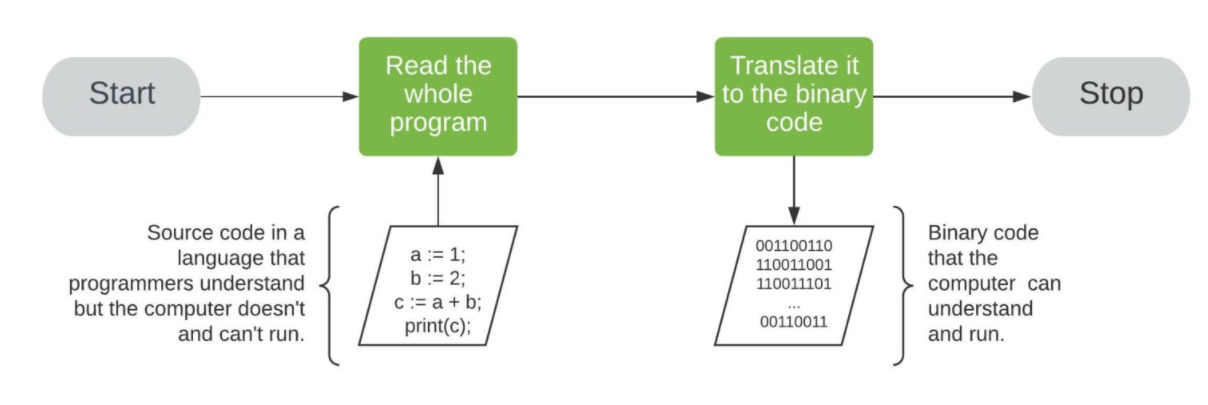 Start
Read the
whole
program
Translate it
to the binary
code
Stop
Source code in a
language that
programmers understand
but the computer doesn't
and can't run.
a := 1;
b := 2;
c := a + b;
print(c);
001100110
110011001
110011101
...
00110011
Binary code
that the
computer can
understand
and run.